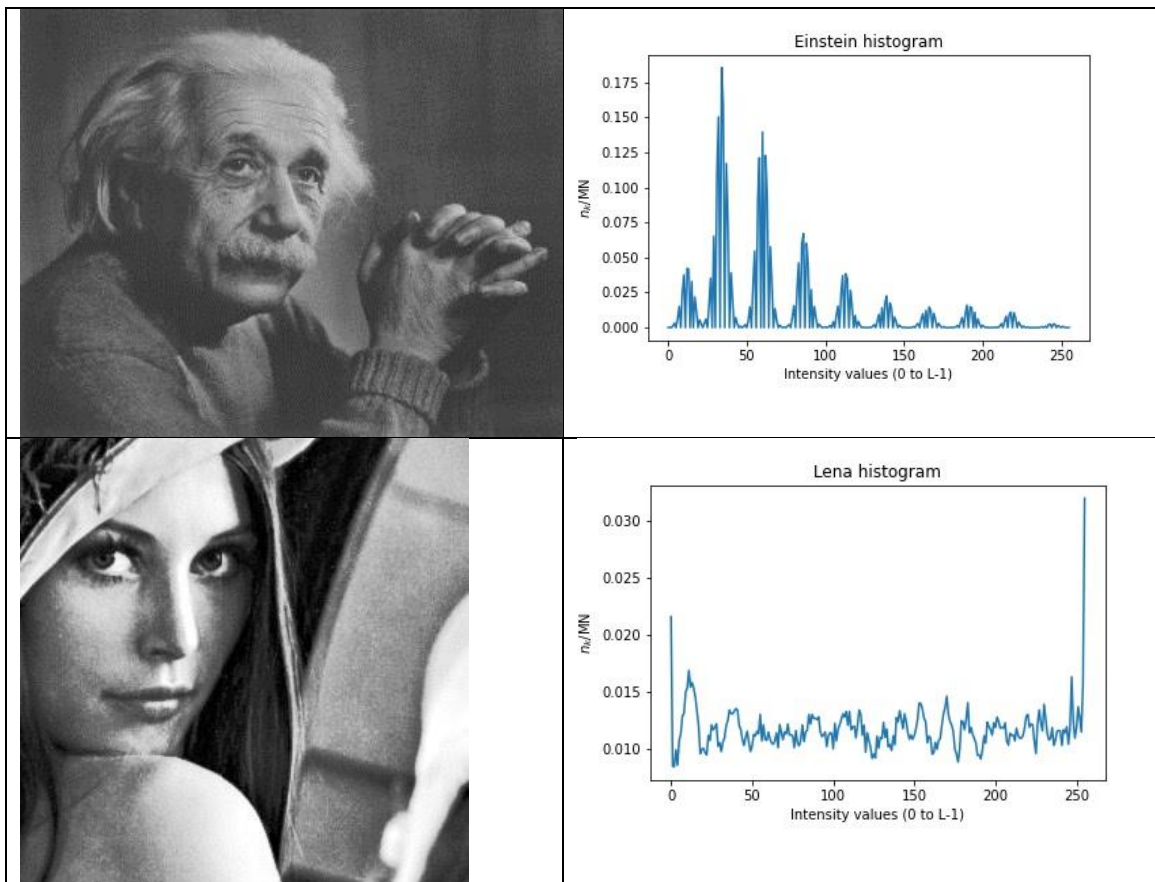 Einstein histogram
0.175
0.150
0.125
0.100
0.075
0.050
0.025
0.000
n_k/MN
0 50 100 150 200 250
Intensity values (0 to L-1)
Lena histogram
0.030
0.025
0.020
0.015
0.010
n_k/MN
0 50 100 150 200 250
Intensity values (0 to L-1)